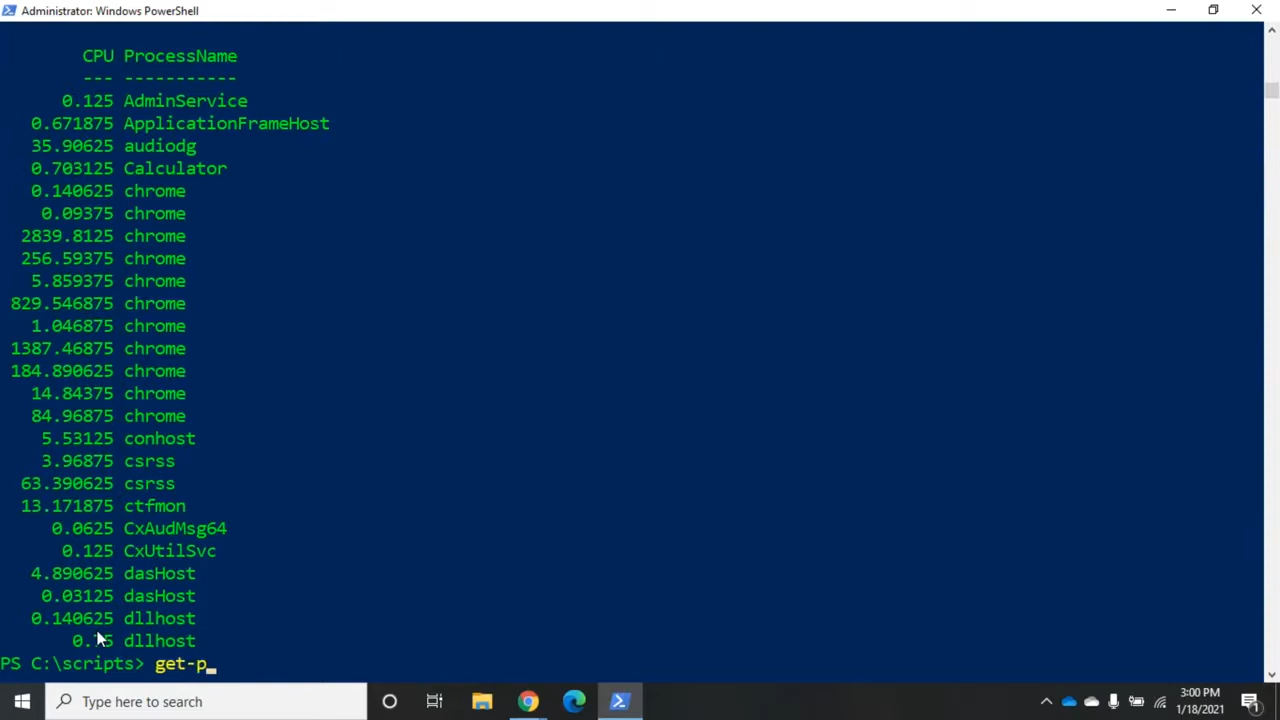 Administrator: Windows PowerShell
CPU ProcessName
--- -----------
0.125 AdminService
0.671875 ApplicationFrameHost
35.90625 audiodg
0.703125 Calculator
0.140625 chrome
0.09375 chrome
2839.8125 chrome
256.59375 chrome
5.859375 chrome
829.546875 chrome
1.046875 chrome
1387.46875 chrome
184.890625 chrome
14.84375 chrome
84.96875 chrome
5.53125 conhost
3.96875 csrss
63.390625 csrss
13.171875 ctfmon
0.0625 CxAudMsg64
0.125 CxUtilSvc
4.890625 dasHost
0.03125 dasHost
0.140625 dllhost
dllhost
PS C:\scripts> get-p_
Type here to search
3:00 PM
1/18/2021
1